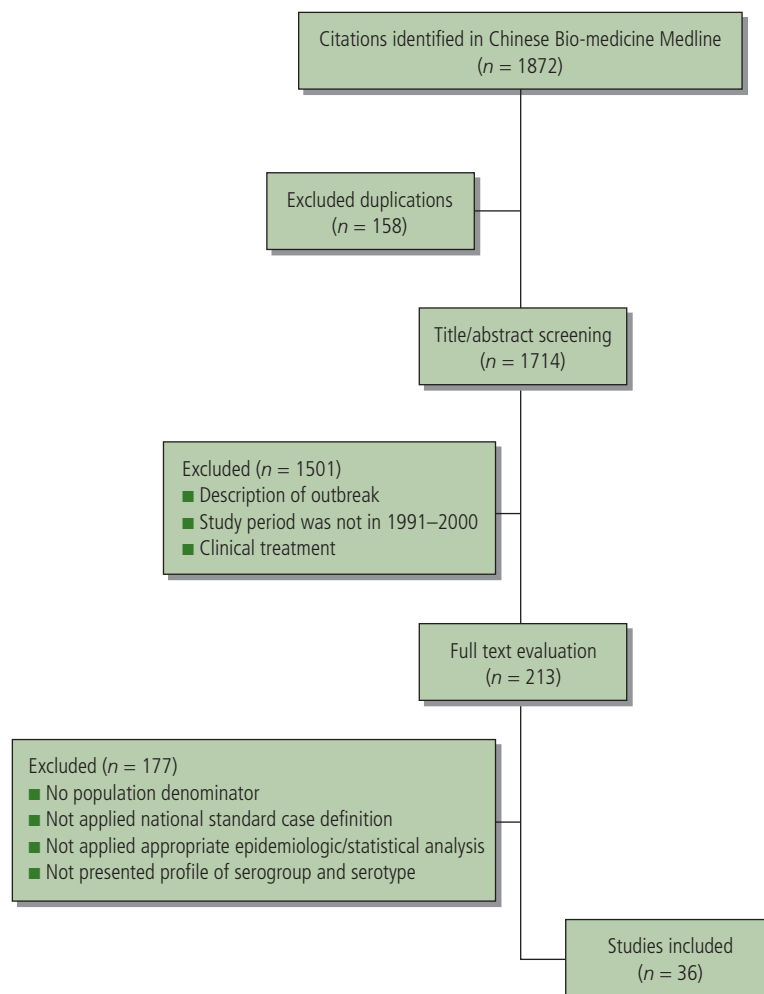 Citations identified in Chinese Bio-medicine Medline
(n = 1872)
Excluded duplications
(n = 158)
Title/abstract screening
(n = 1714)
Excluded (n = 1501)
■ Description of outbreak
■ Study period was not in 1991–2000
■ Clinical treatment
Full text evaluation
(n = 213)
Excluded (n = 177)
■ No population denominator
■ Not applied national standard case definition
■ Not applied appropriate epidemiologic/statistical analysis
■ Not presented profile of serogroup and serotype
Studies included
(n = 36)